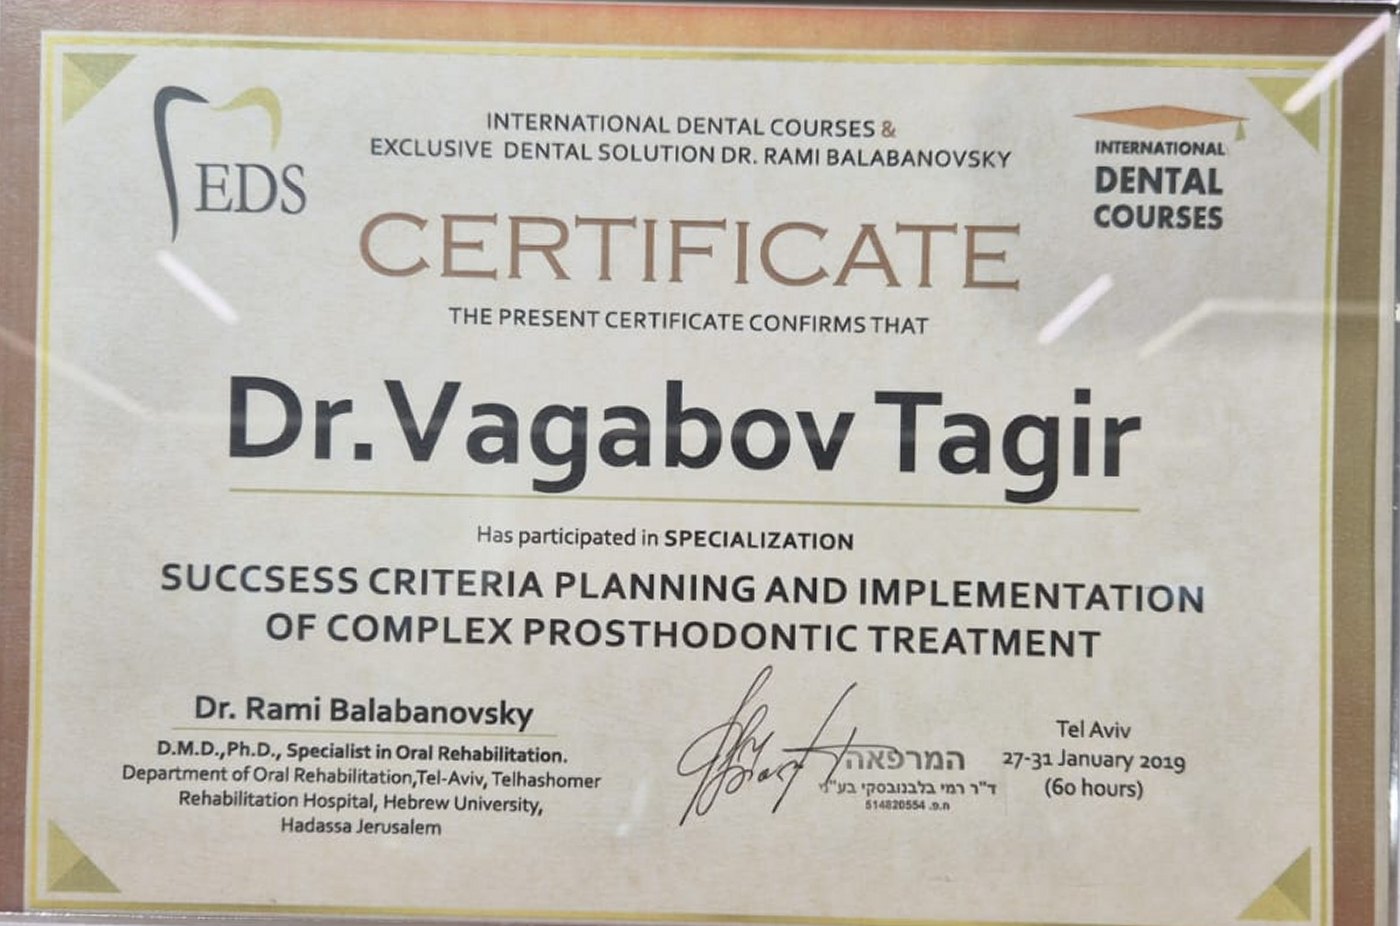 EDS
INTERNATIONAL DENTAL COURSES &
EXCLUSIVE DENTAL SOLUTION DR. RAMI BALABANOVSKY
INTERNATIONAL
DENTAL
COURSES
CERTIFICATE
THE PRESENT CERTIFICATE CONFIRMS THAT
Dr. Vagabov Tagir
Has participated in SPECIALIZATION
SUCCSESS CRITERIA PLANNING AND IMPLEMENTATION
OF COMPLEX PROSTHODONTIC TREATMENT
Dr. Rami Balabanovsky
D.M.D.,Ph.D., Specialist in Oral Rehabilitation.
Department of Oral Rehabilitation,Tel-Aviv, Telhashomer
Rehabilitation Hospital, Hebrew University,
Hadassa Jerusalem
המרפאה
ד"ר רמי בלבנובסקי בע"מ
ח.פ. 514820554
Tel Aviv
27-31 January 2019
(60 hours)